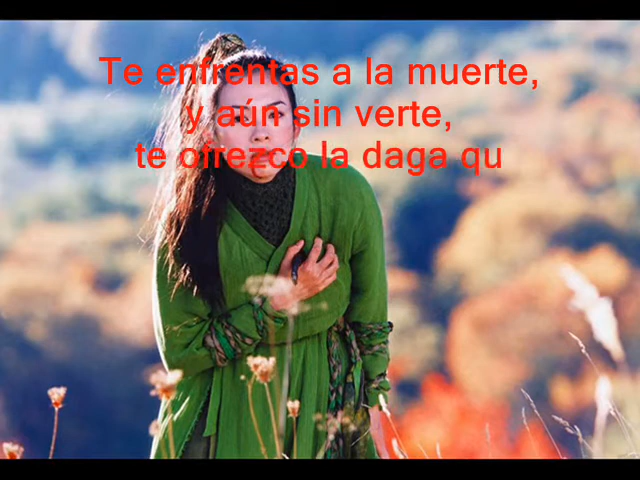 Te enfrentas a la muerte,
y aún sin verte,
te ofrezco la daga qu